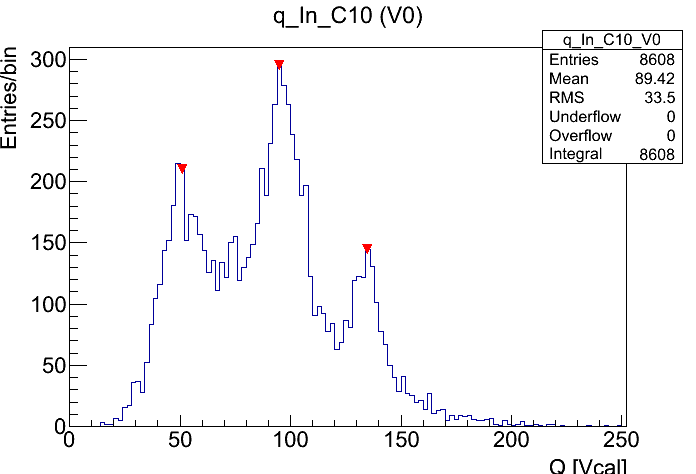 q_In_C10 (V0)
q_In_C10_V0
Entries 8608
Mean 89.42
RMS 33.5
Underflow 0
Overflow 0
Integral 8608
Entries/bin
300
250
200
150
100
50
0
0 50 100 150 200 250
Q [Vcal]